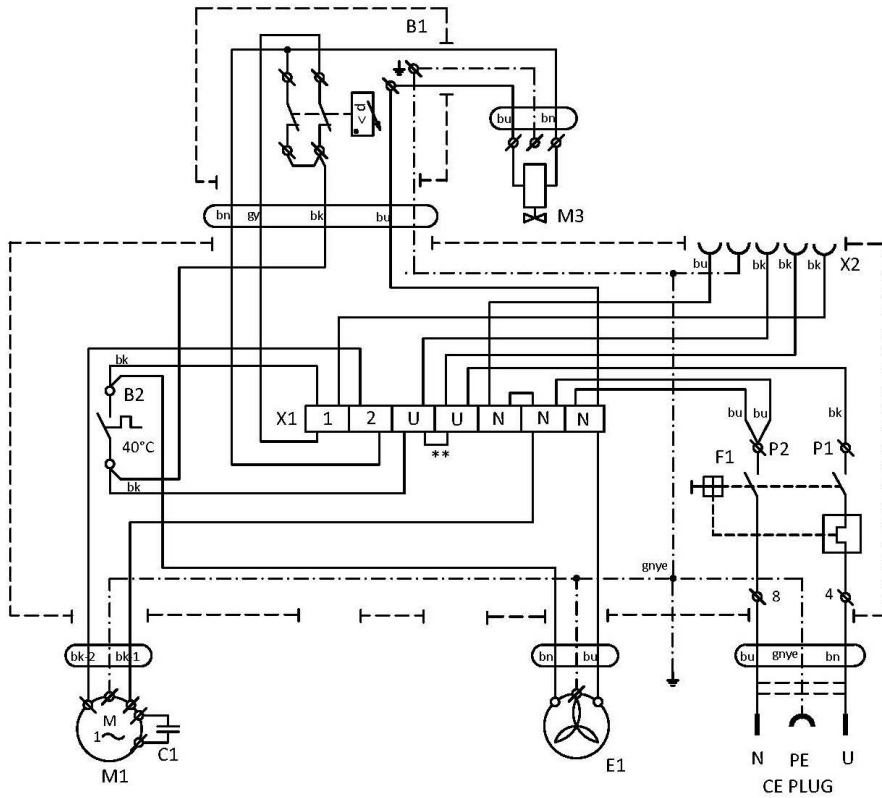 B1
< p
bu bn
M3
bn gy bk bu
X2
bu bk bk bk
bk
B2
40°C
X1 1 2 U U N N N
**
bk
bu bu bk
P2 P1
F1
gnye
8 4
bk-2 bk-1
bn bu
bu gnye bn
M
1
C1
M1
E1
N PE U
CE PLUG